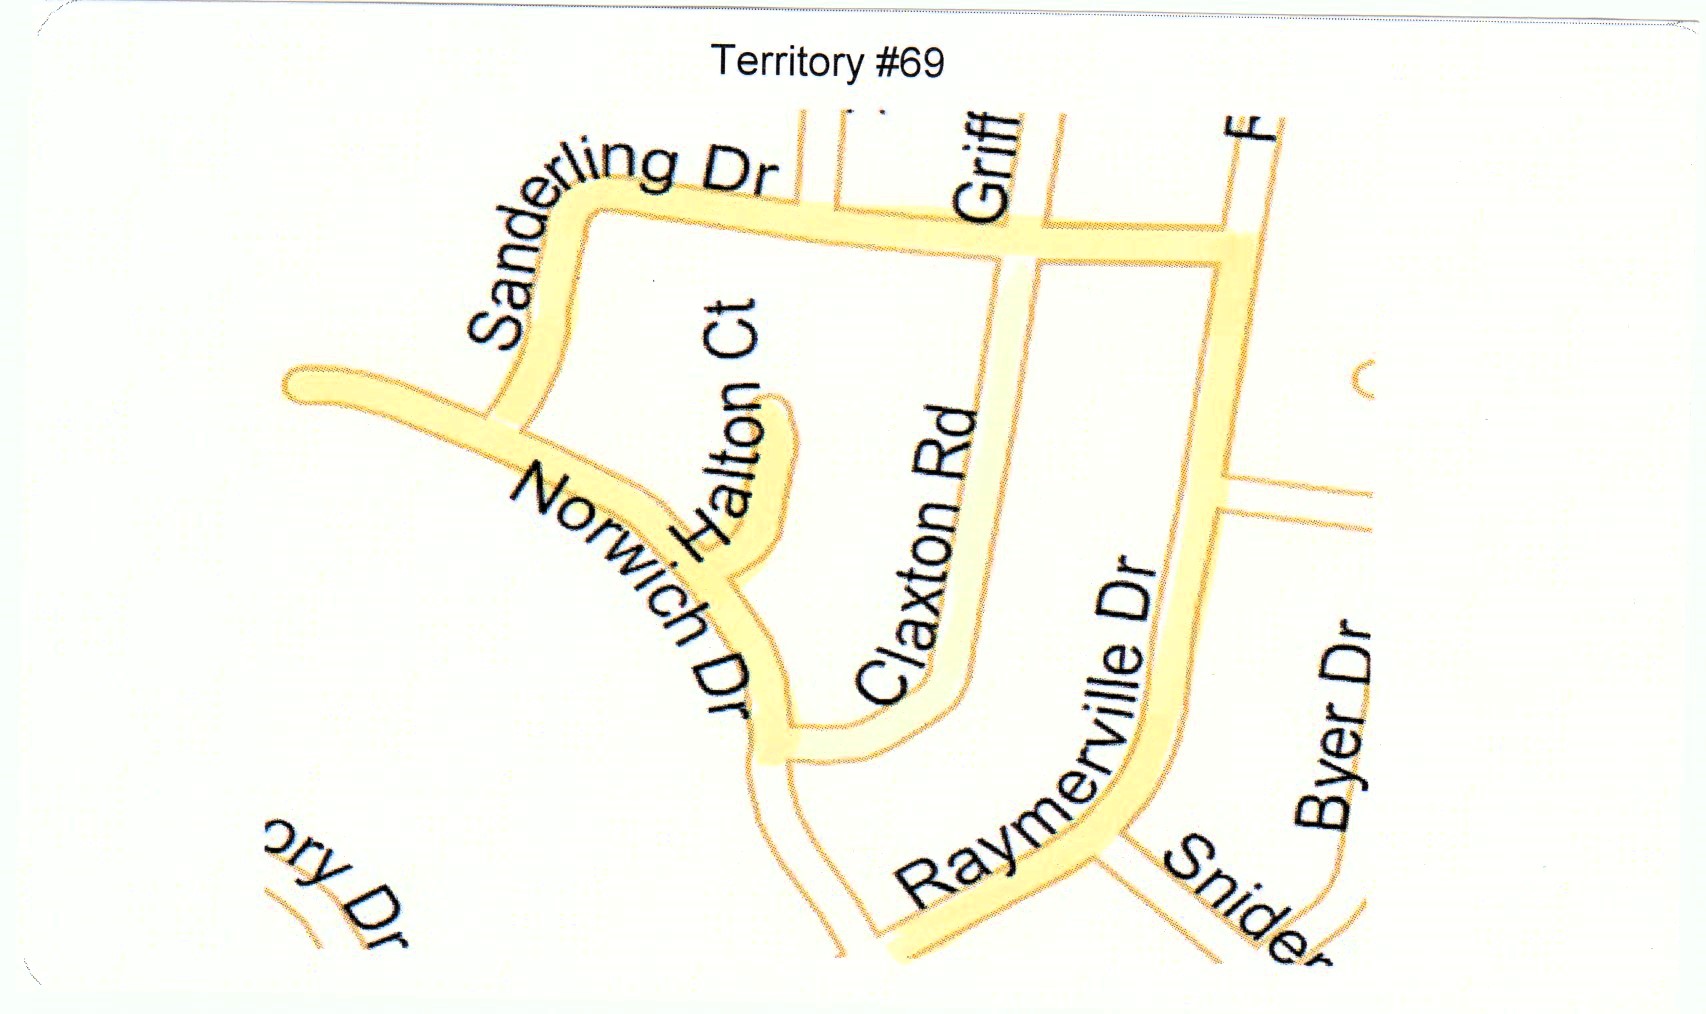 Territory #69
Griff
F
Sanderling Dr
Halton Ct
Claxton Rd
Norwich Dr
Raymerville Dr
Byer Dr
Snider
ory Dr